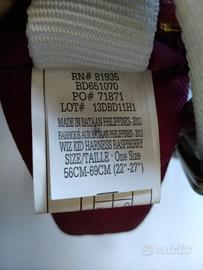 RN# 81935
BD651070
PO# 71871
LOT# 13DBD11H1
MADE IN BATAAN PHILIPPINES -2013
FABRIQUE AUX BATAAN PHILIPPINES -2013
WIZ KID HARNESS RASPBERRY
SIZE/TAILLE - One Size
56CM-69CM (22"-27")
subito